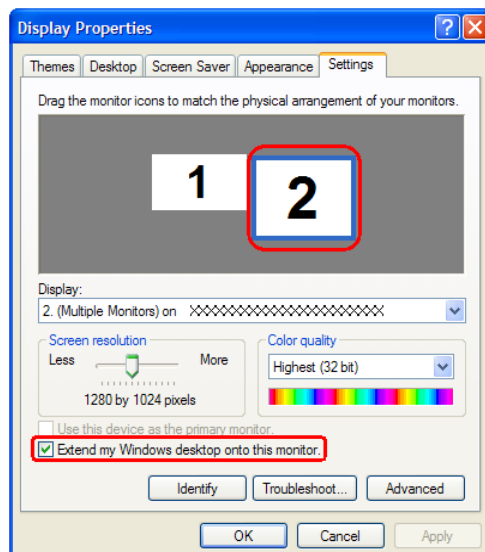 Display Properties
Themes Desktop Screen Saver Appearance Settings
Drag the monitor icons to match the physical arrangement of your monitors.
1 2
Display:
2. (Multiple Monitors) on XXXXXXXXXXXXXXXXXXXXXXXX
Screen resolution Color quality
Less More Highest (32 bit)
1280 by 1024 pixels
Use this device as the primary monitor.
Extend my Windows desktop onto this monitor.
Identify Troubleshoot... Advanced
OK Cancel Apply